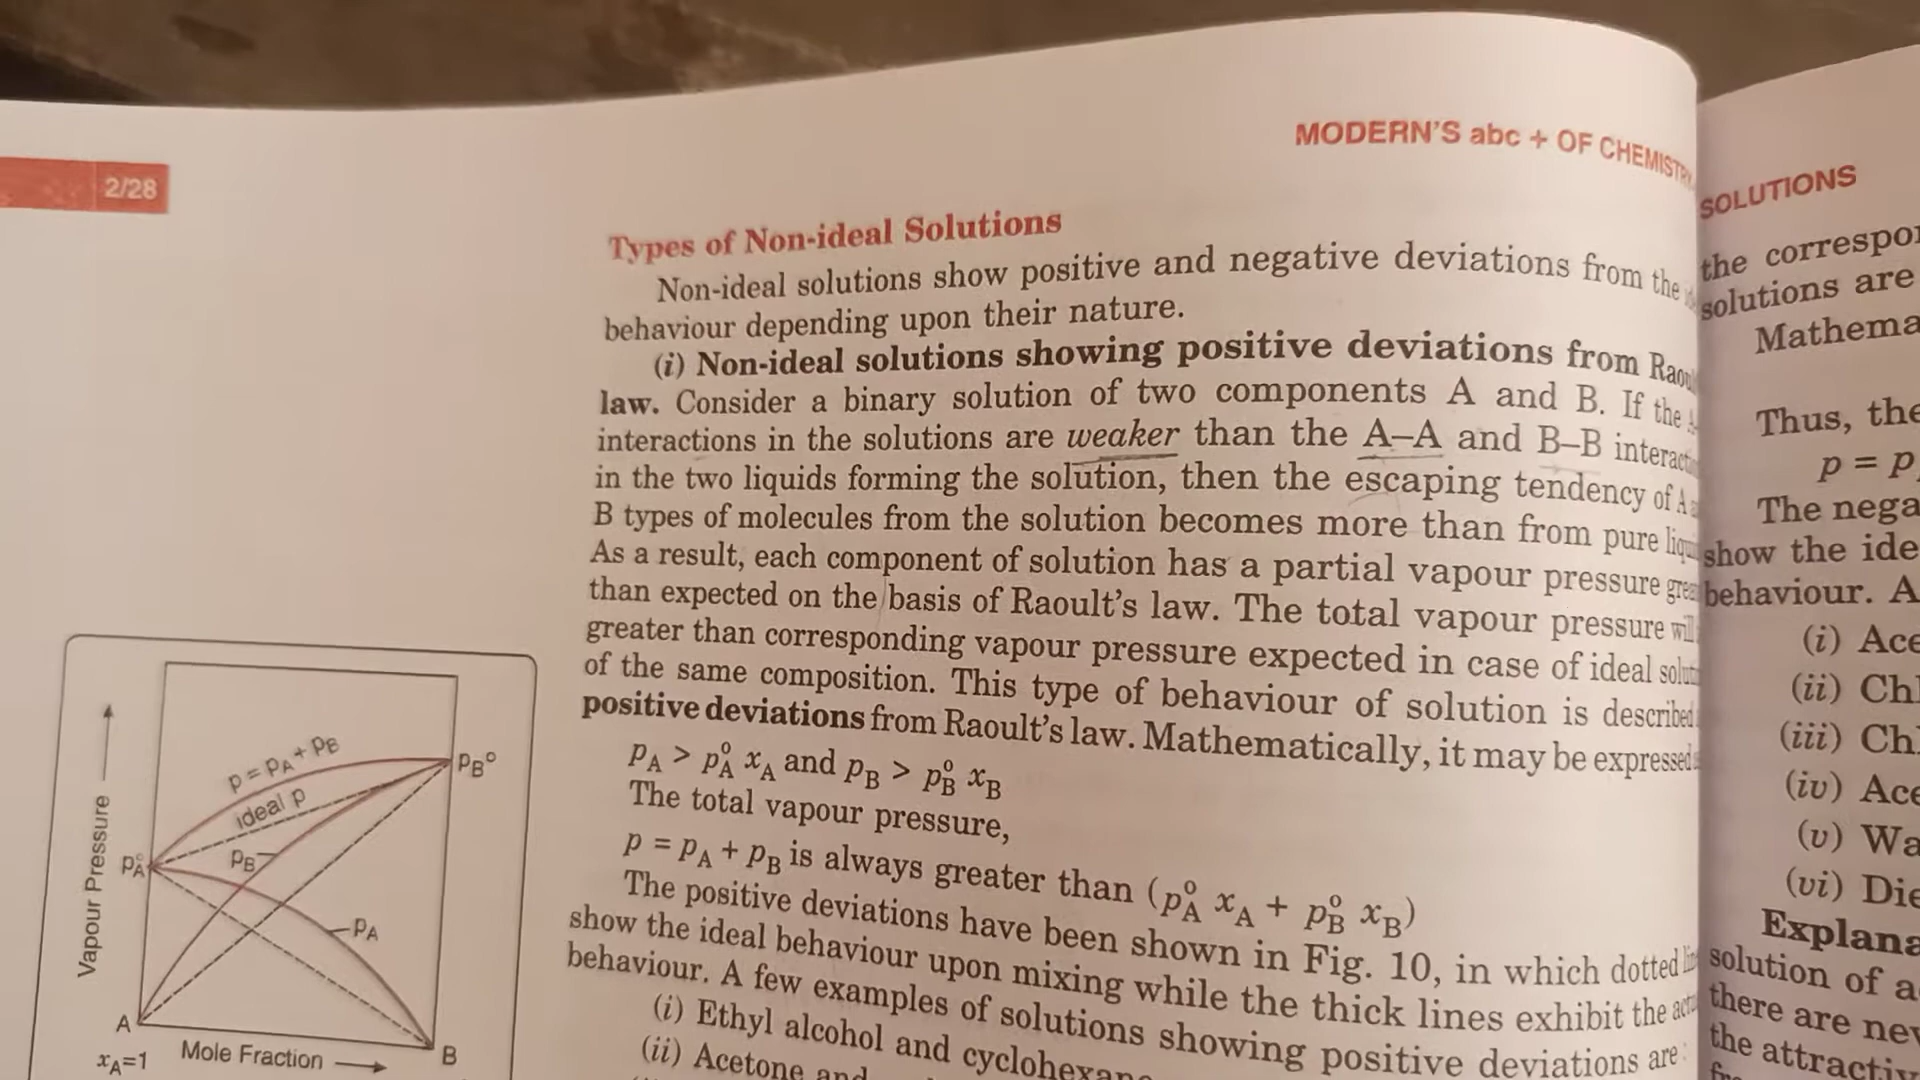 MODERN'S abc + OF CHEMISTRY
2/28
Types of Non-ideal Solutions
Non-ideal solutions show positive and negative deviations from the
behaviour depending upon their nature.
(i) Non-ideal solutions showing positive deviations from
law. Consider a binary solution of two components A and B. If the
interactions in the solutions are weaker than the A–A and B–B
in the two liquids forming the solution, then the escaping tendency of A
B types of molecules from the solution becomes more than from pure
As a result, each component of solution has a partial vapour pressure
than expected on the basis of Raoult's law. The total vapour pressure will
greater than corresponding vapour pressure expected in case of ideal
of the same composition. This type of behaviour of solution is described
positive deviations from Raoult's law. Mathematically, it may be expressed
pA > p°A xA and pB > p°B xB
The total vapour pressure,
p = pA + pB is always greater than (p°A xA + p°B xB)
The positive deviations have been shown in Fig. 10, in which dotted
show the ideal behaviour upon mixing while the thick lines exhibit the
behaviour. A few examples of solutions showing positive deviations are
(i) Ethyl alcohol and
(ii) Acetone and
Vapour Pressure
p = pA + pB
ideal p
pB°
p°A
pB
pA
A
B
xA=1
Mole Fraction
SOLUTIONS
the
solutions are
Thus, the
p = p
The
show the
behaviour. A
(i)
(ii)
(iii)
(iv)
(v)
(vi)
solution of
there are
the